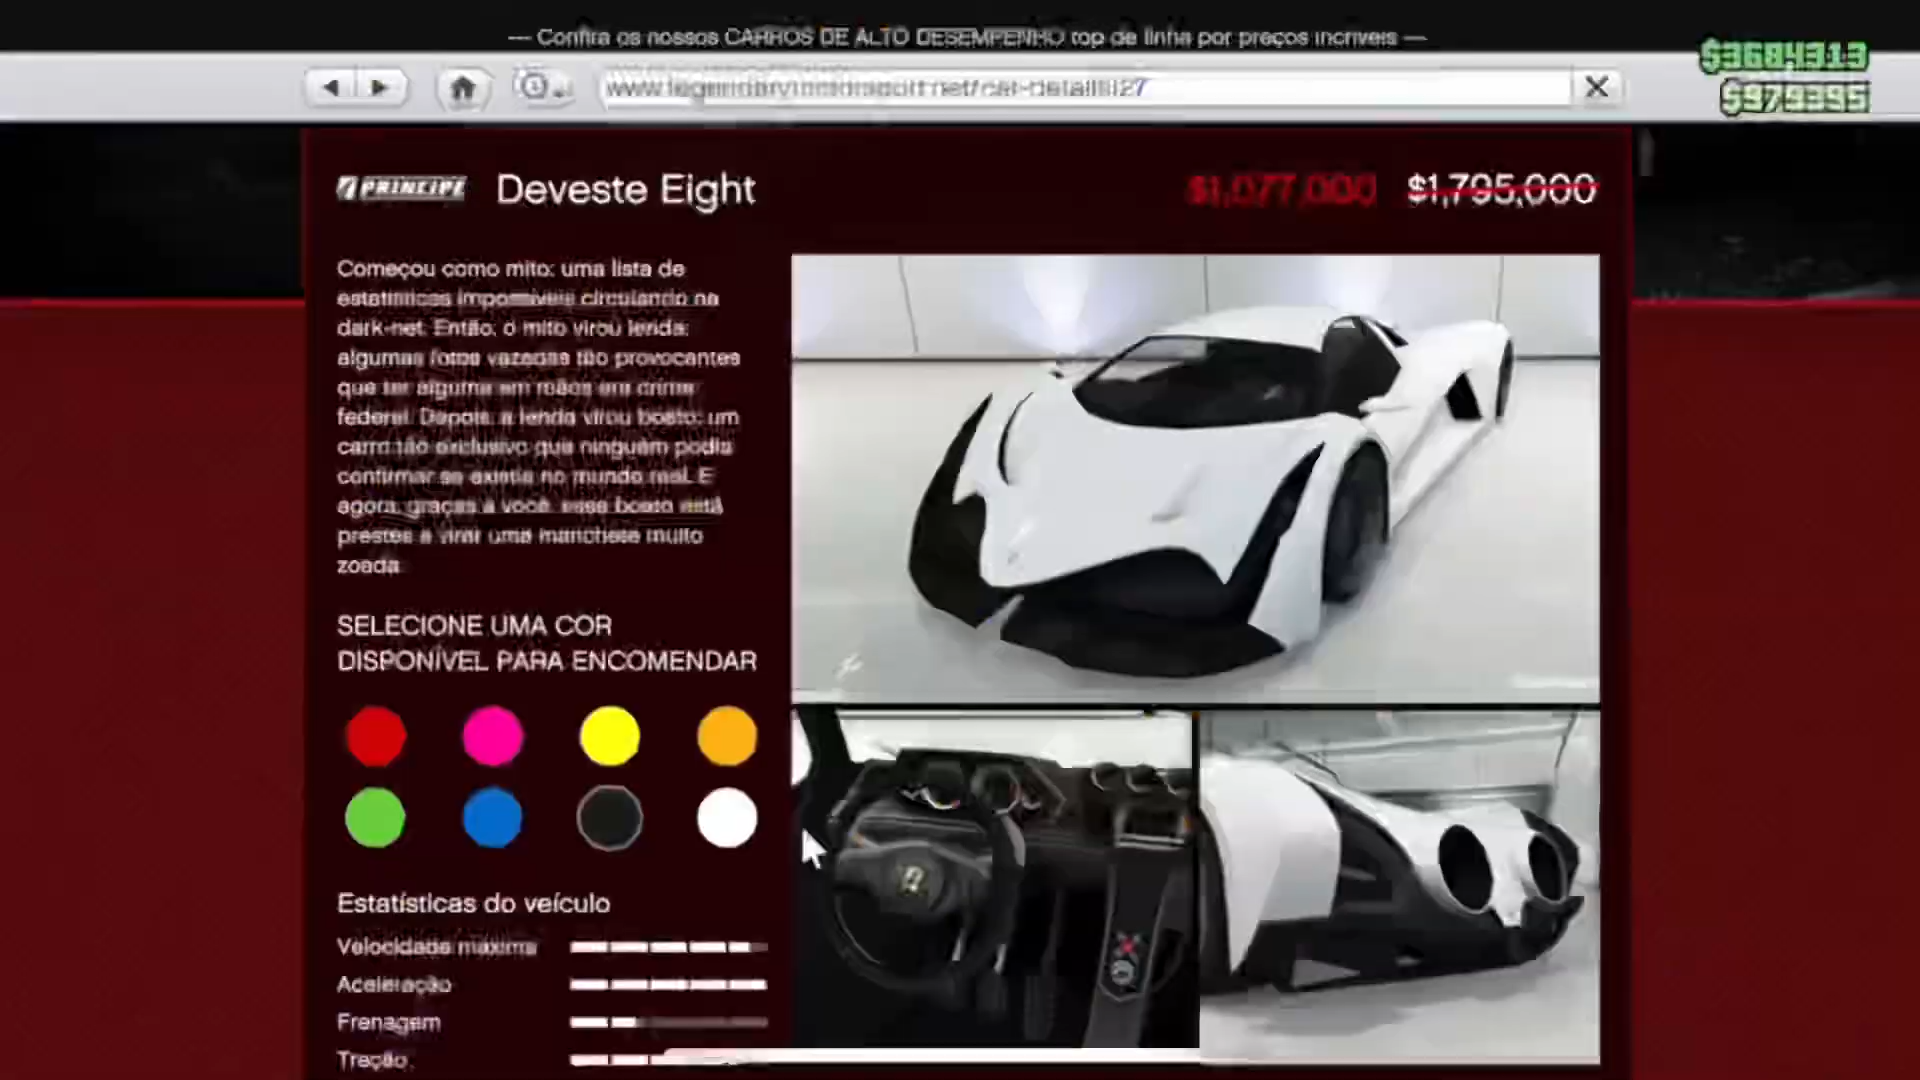 — Confira os nossos CARROS DE ALTO DESEMPENHO top de linha por preços incríveis —
$3684313
$979395
PRINCIPE
Deveste Eight
$1,077,000
$1,795,000
Começou como mito: uma lista de
estatísticas impossíveis circulando na
dark-net. Então, o mito virou lenda:
algumas fotos vazadas tão provocantes
que ter alguma em mãos era crime
federal. Depois, a lenda virou boato: um
carro tão exclusivo que ninguém podia
confirmar se existia no mundo real. E
agora, graças a você, esse boato está
prestes a virar uma manchete muito
zoada.
SELECIONE UMA COR
DISPONÍVEL PARA ENCOMENDAR
Estatísticas do veículo
Velocidade máxima
Aceleração
Frenagem
Tração